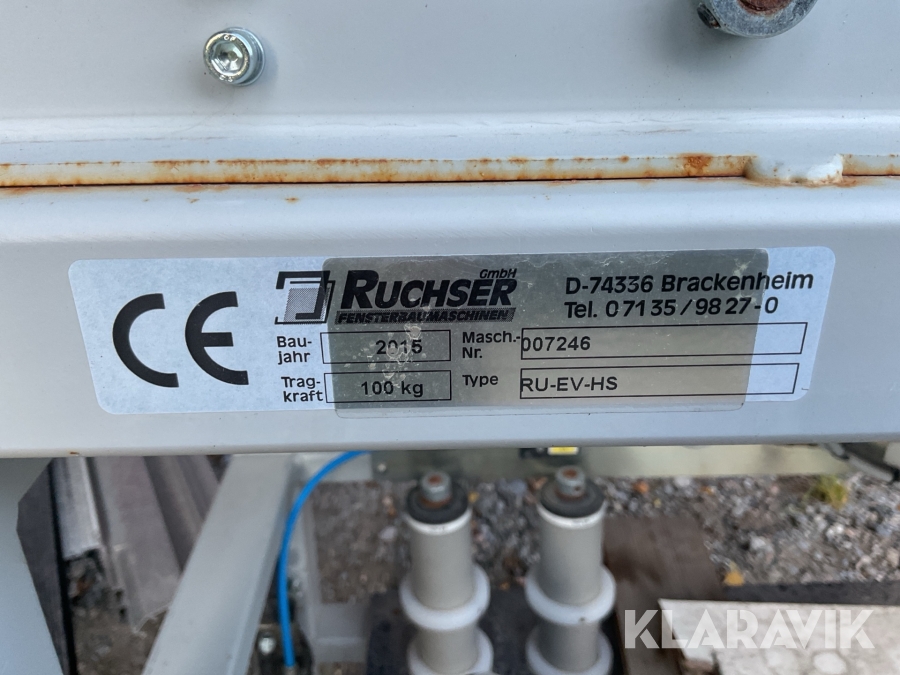 CE
GmbH
RUCHSER
FENSTERBAUMASCHINEN
D-74336 Brackenheim
Tel. 07135/9827-0
Bau-
jahr 2015
Masch.-
Nr. 007246
Trag-
kraft 100 kg
Type RU-EV-HS
KLARAVIK